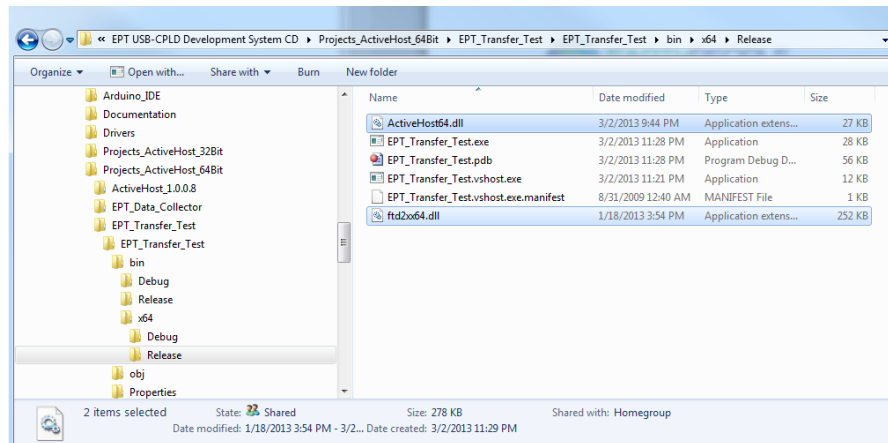 « EPT USB-CPLD Development System CD ▸ Projects_ActiveHost_64Bit ▸ EPT_Transfer_Test ▸ EPT_Transfer_Test ▸ bin ▸ x64 ▸ Release
Organize Open with... Share with Burn New folder
Arduino_IDE
Documentation
Drivers
Projects_ActiveHost_32Bit
Projects_ActiveHost_64Bit
ActiveHost_1.0.0.8
EPT_Data_Collector
EPT_Transfer_Test
EPT_Transfer_Test
bin
Debug
Release
x64
Debug
Release
obj
Properties
Name Date modified Type Size
ActiveHost64.dll 3/2/2013 9:44 PM Application extens... 27 KB
EPT_Transfer_Test.exe 3/2/2013 11:28 PM Application 28 KB
EPT_Transfer_Test.pdb 3/2/2013 11:28 PM Program Debug D... 56 KB
EPT_Transfer_Test.vshost.exe 3/2/2013 11:21 PM Application 12 KB
EPT_Transfer_Test.vshost.exe.manifest 8/31/2009 12:40 AM MANIFEST File 1 KB
ftd2xx64.dll 1/18/2013 3:54 PM Application extens... 252 KB
2 items selected State: Shared Size: 278 KB Shared with: Homegroup
Date modified: 1/18/2013 3:54 PM - 3/2... Date created: 3/2/2013 11:29 PM